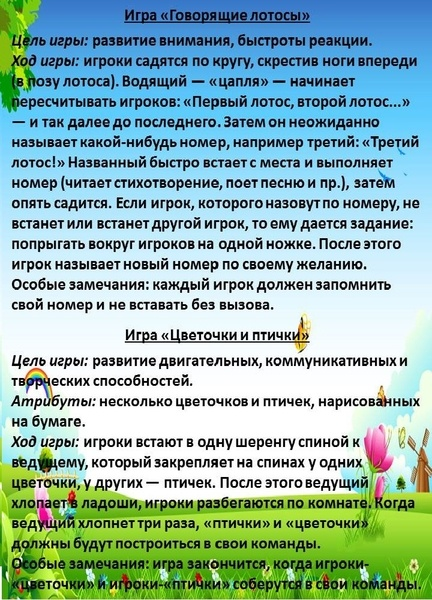 Игра «Говорящие лотосы»
Цель игры: развитие внимания, быстроты реакции.
Ход игры: игроки садятся по кругу, скрестив ноги впереди
(в позу лотоса). Водящий — «цапля» — начинает
пересчитывать игроков: «Первый лотос, второй лотос...»
— и так далее до последнего. Затем он неожиданно
называет какой-нибудь номер, например третий: «Третий
лотос!» Названный быстро встает с места и выполняет
номер (читает стихотворение, поет песню и пр.), затем
опять садится. Если игрок, которого назовут по номеру, не
встанет или встанет другой игрок, то ему дается задание:
попрыгать вокруг игроков на одной ножке. После этого
игрок называет новый номер по своему желанию.
Особые замечания: каждый игрок должен запомнить
свой номер и не вставать без вызова.
Игра «Цветочки и птички»
Цель игры: развитие двигательных, коммуникативных и
творческих способностей.
Атрибуты: несколько цветочков и птичек, нарисованных
на бумаге.
Ход игры: игроки встают в одну шеренгу спиной к
ведущему, который закрепляет на спинах у одних
цветочки, у других — птичек. После этого ведущий
хлопает в ладоши, игроки разбегаются по комнате. Когда
ведущий хлопнет три раза, «птички» и «цветочки»
должны будут построиться в свои команды.
Особые замечания: игра закончится, когда игроки-
«цветочки» и игроки-«птички» соберутся в свои команды.